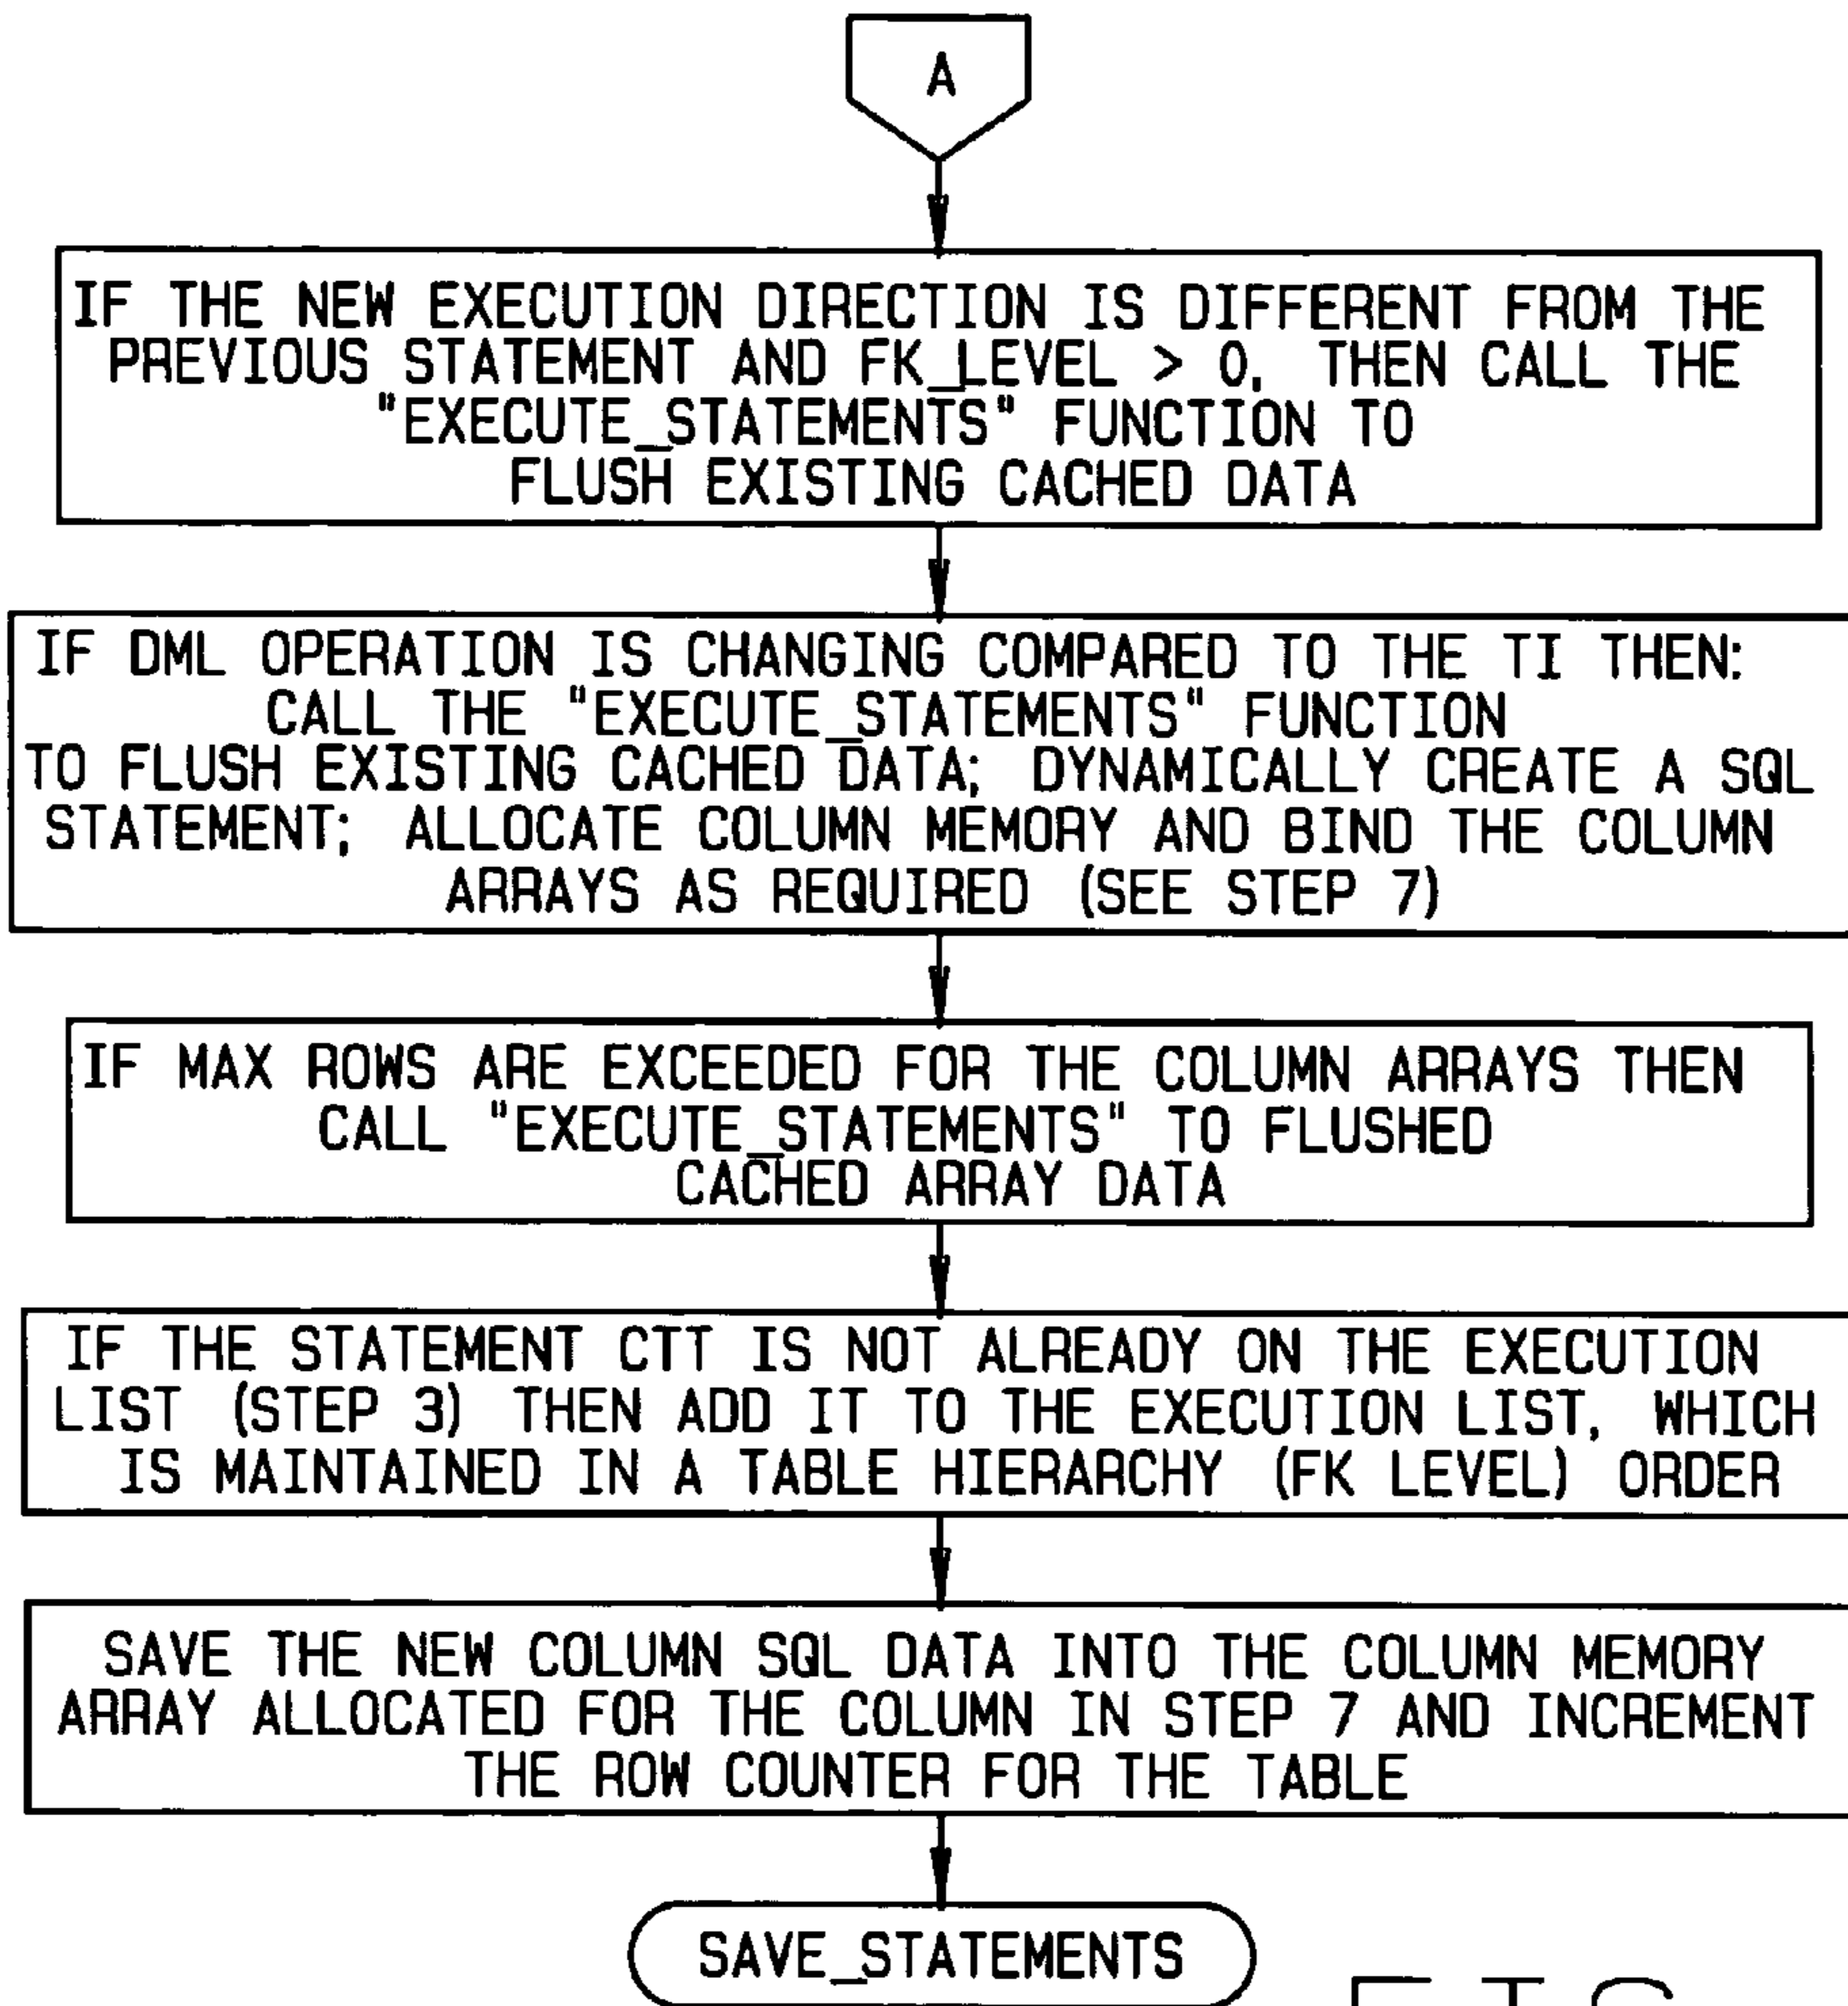 A
IF THE NEW EXECUTION DIRECTION IS DIFFERENT FROM THE
PREVIOUS STATEMENT AND FK_LEVEL > 0, THEN CALL THE
"EXECUTE_STATEMENTS" FUNCTION TO
FLUSH EXISTING CACHED DATA
IF DML OPERATION IS CHANGING COMPARED TO THE TI THEN:
CALL THE "EXECUTE_STATEMENTS" FUNCTION
TO FLUSH EXISTING CACHED DATA; DYNAMICALLY CREATE A SQL
STATEMENT; ALLOCATE COLUMN MEMORY AND BIND THE COLUMN
ARRAYS AS REQUIRED (SEE STEP 7)
IF MAX ROWS ARE EXCEEDED FOR THE COLUMN ARRAYS THEN
CALL "EXECUTE_STATEMENTS" TO FLUSHED
CACHED ARRAY DATA
IF THE STATEMENT CTT IS NOT ALREADY ON THE EXECUTION
LIST (STEP 3) THEN ADD IT TO THE EXECUTION LIST, WHICH
IS MAINTAINED IN A TABLE HIERARCHY (FK LEVEL) ORDER
SAVE THE NEW COLUMN SQL DATA INTO THE COLUMN MEMORY
ARRAY ALLOCATED FOR THE COLUMN IN STEP 7 AND INCREMENT
THE ROW COUNTER FOR THE TABLE
SAVE_STATEMENTS